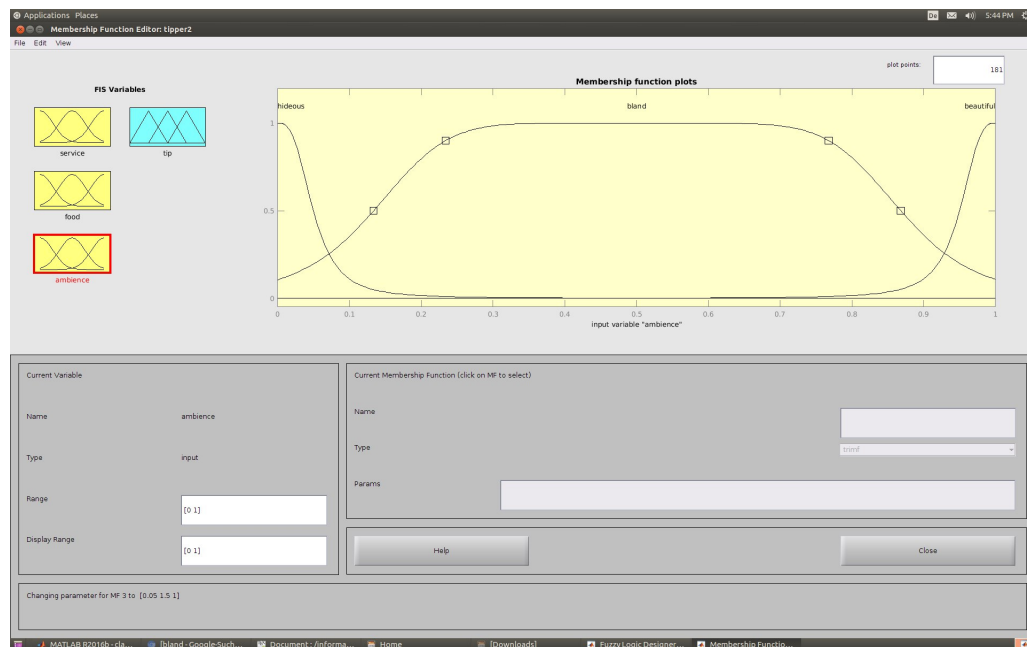 Applications Places
De
5:44 PM
Membership Function Editor: tipper2
File Edit View
plot points:
181
FIS Variables
Membership function plots
service
tip
food
ambience
hideous
bland
beautiful
1
0.5
0
0 0.1 0.2 0.3 0.4 0.5 0.6 0.7 0.8 0.9 1
input variable "ambience"
Current Variable
Name ambience
Type input
Range [0 1]
Display Range [0 1]
Current Membership Function (click on MF to select)
Name
Type trimf
Params
Help
Close
Changing parameter for MF 3 to [0.05 1.5 1]
MATLAB R2016b - cla... [bland - Google-Such... Document : /informa... Home [Downloads] Fuzzy Logic Designer... Membership Functio...